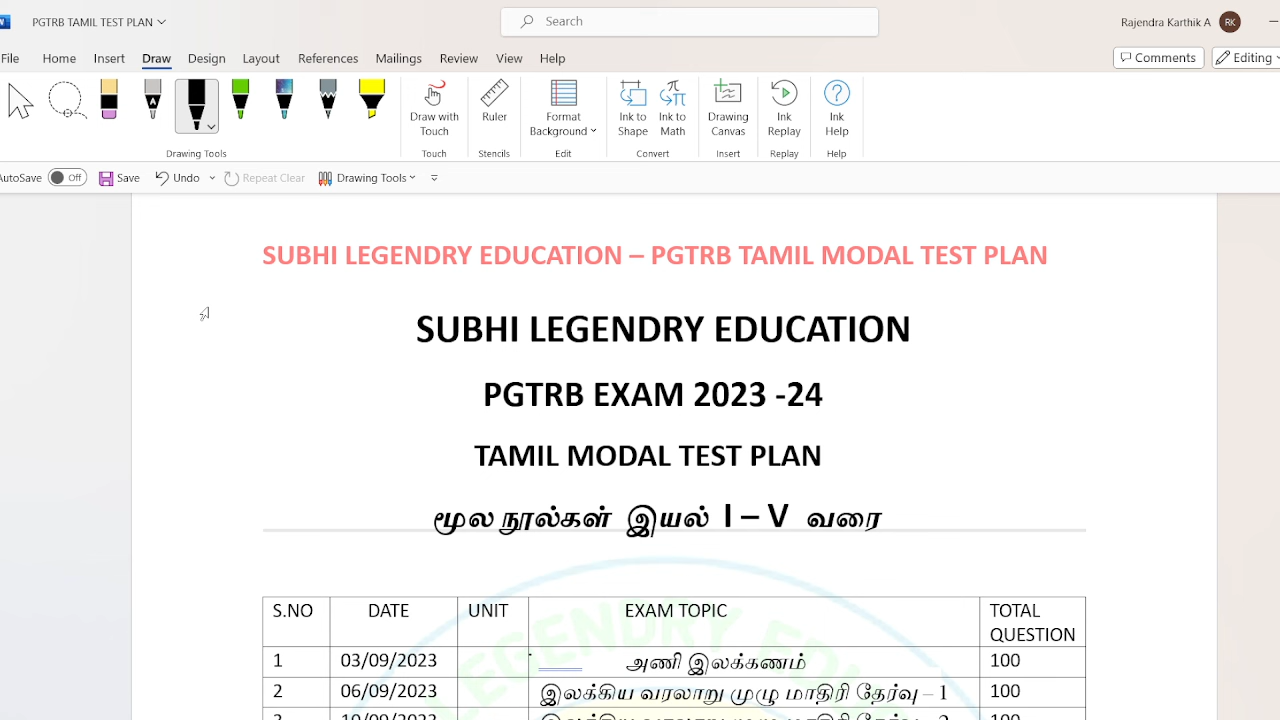 PGTRB TAMIL TEST PLAN
Search
Rajendra Karthik A RK
File Home Insert Draw Design Layout References Mailings Review View Help
Comments Editing
Draw with Touch
Ruler
Format Background
Ink to Shape
Ink to Math
Drawing Canvas
Ink Replay
Ink Help
Drawing Tools Touch Stencils Edit Convert Insert Replay Help
AutoSave Off Save Undo Repeat Clear Drawing Tools
SUBHI LEGENDRY EDUCATION – PGTRB TAMIL MODAL TEST PLAN
SUBHI LEGENDRY EDUCATION
PGTRB EXAM 2023 -24
TAMIL MODAL TEST PLAN
மூல நூல்கள் இயல் I – V வரை
S.NO DATE UNIT EXAM TOPIC TOTAL QUESTION
1 03/09/2023 அணி இலக்கணம் 100
2 06/09/2023 இலக்கிய வரலாறு முழு மாதிரி தேர்வு – 1 100